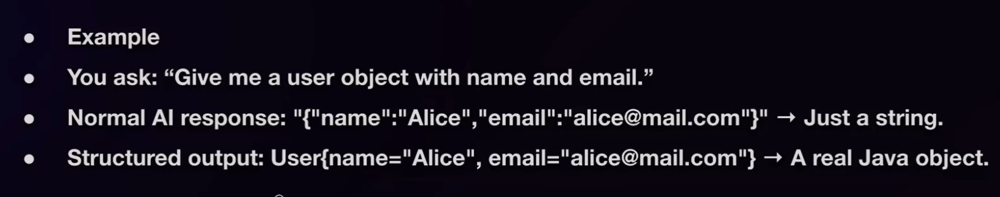 ● Example
● You ask: “Give me a user object with name and email.”
● Normal AI response: "{"name":"Alice","email":"alice@mail.com"}" → Just a string.
● Structured output: User{name="Alice", email="alice@mail.com"} → A real Java object.